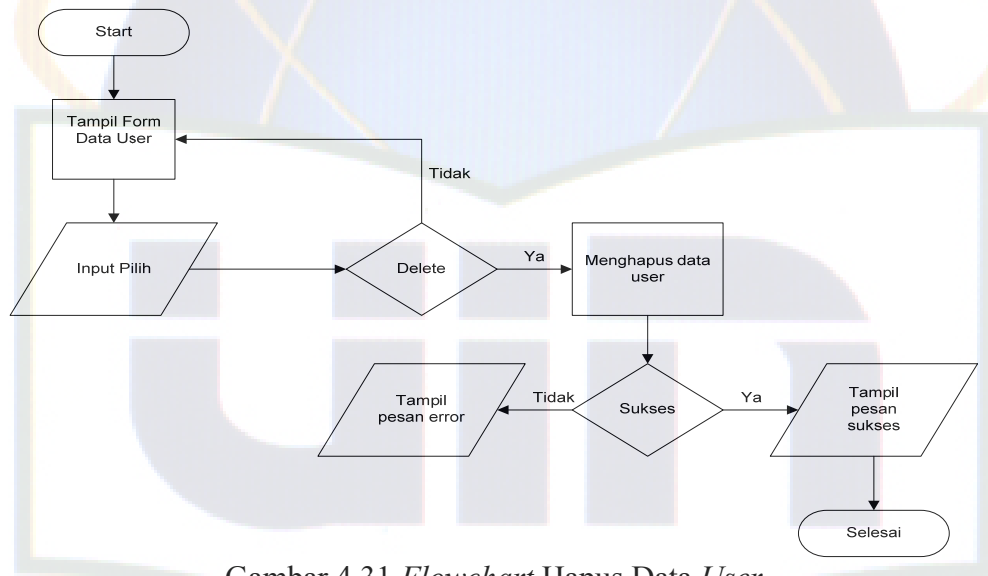 Start
Tampil Form
Data User
Tidak
Input Pilih
Delete
Ya
Menghapus data
user
Tampil
pesan error
Tidak
Sukses
Ya
Tampil
pesan
sukses
Selesai
Gambar 4.31 Flowchart Hapus Data User